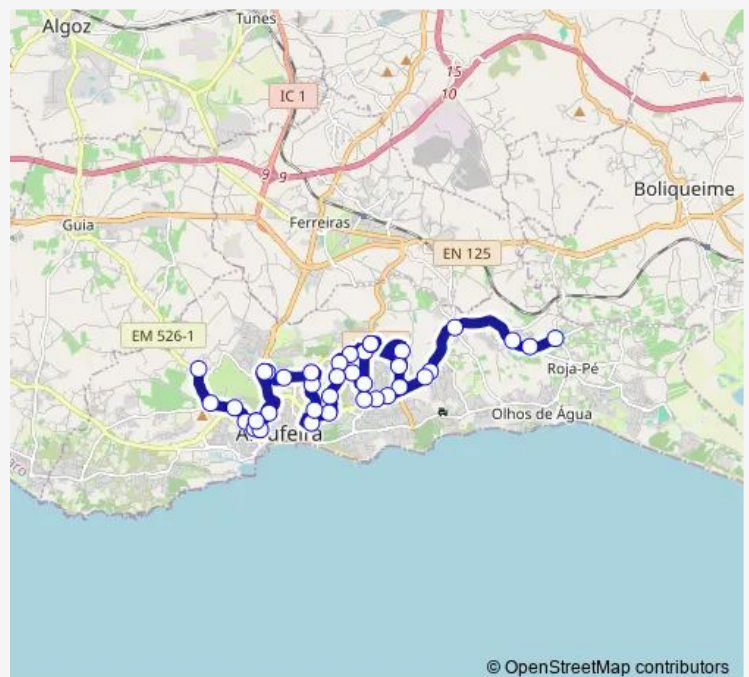 Algoz
Tunes
IC 1
15
10
9
9
Boliqueime
Guia
Ferreiras
EN 125
EM 526-1
Roja-Pé
Olhos de Água
aro
© OpenStreetMap contributors